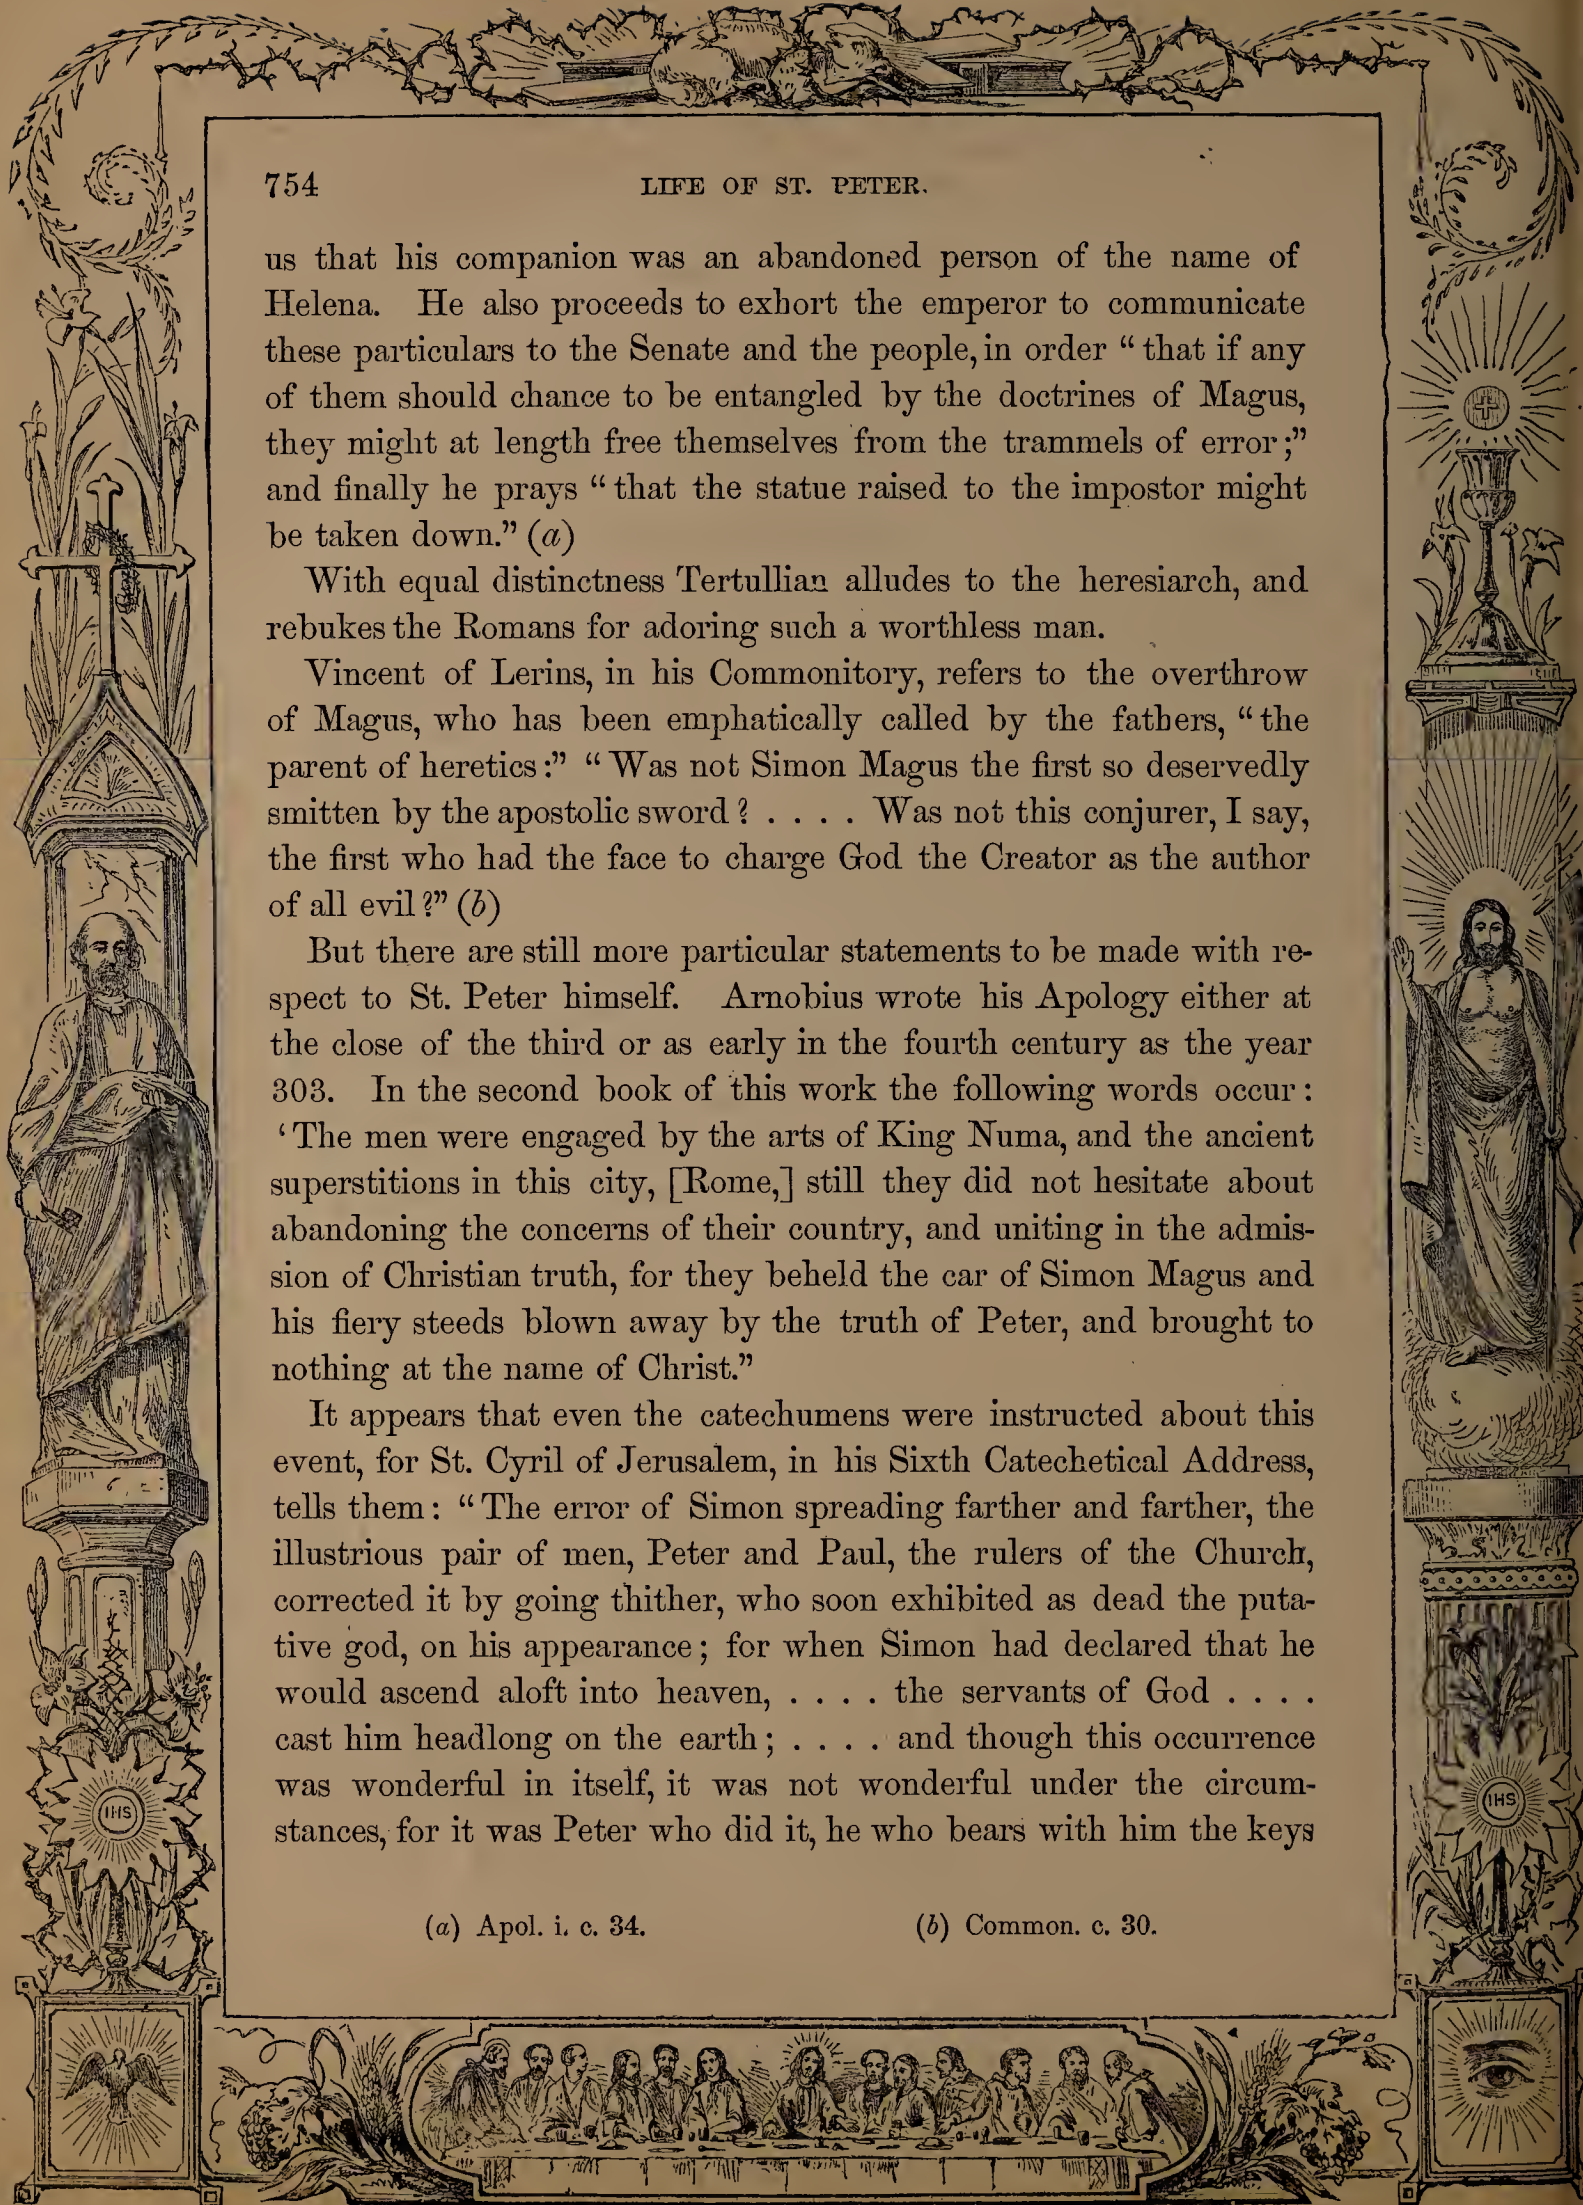 754 LIFE OF ST. PETER.
us that his companion was an abandoned person of the name of
Helena. He also proceeds to exhort the emperor to communicate
these particulars to the Senate and the people, in order “that if any
of them should chance to be entangled by the doctrines of Magus,
they might at length free themselves from the trammels of error;”
and finally he prays “that the statue raised to the impostor might
be taken down.” (a)
With equal distinctness Tertullian alludes to the heresiarch, and
rebukes the Romans for adoring such a worthless man.
Vincent of Lerins, in his Commonitory, refers to the overthrow
of Magus, who has been emphatically called by the fathers, “the
parent of heretics:” “Was not Simon Magus the first so deservedly
smitten by the apostolic sword? . . . . Was not this conjurer, I say,
the first who had the face to charge God the Creator as the author
of all evil?” (b)
But there are still more particular statements to be made with re-
spect to St. Peter himself. Arnobius wrote his Apology either at
the close of the third or as early in the fourth century as the year
303. In the second book of this work the following words occur:
‘The men were engaged by the arts of King Numa, and the ancient
superstitions in this city, [Rome,] still they did not hesitate about
abandoning the concerns of their country, and uniting in the admis-
sion of Christian truth, for they beheld the car of Simon Magus and
his fiery steeds blown away by the truth of Peter, and brought to
nothing at the name of Christ.”
It appears that even the catechumens were instructed about this
event, for St. Cyril of Jerusalem, in his Sixth Catechetical Address,
tells them: “The error of Simon spreading farther and farther, the
illustrious pair of men, Peter and Paul, the rulers of the Church,
corrected it by going thither, who soon exhibited as dead the puta-
tive god, on his appearance; for when Simon had declared that he
would ascend aloft into heaven, . . . . the servants of God . . . .
cast him headlong on the earth; . . . . and though this occurrence
was wonderful in itself, it was not wonderful under the circum-
stances, for it was Peter who did it, he who bears with him the keys
(a) Apol. i. c. 34. (b) Common. c. 30.
IHS
IHS